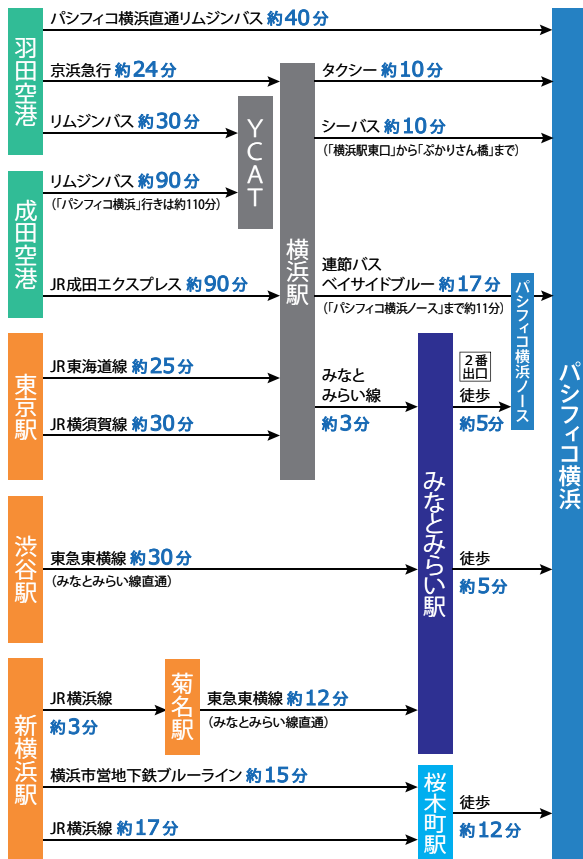 羽田空港
パシフィコ横浜直通リムジンバス 約40分
京浜急行 約24分
リムジンバス 約30分
成田空港
リムジンバス 約90分
（「パシフィコ横浜」行きは約110分）
JR成田エクスプレス 約90分
YCAT
東京駅
JR東海道線 約25分
JR横須賀線 約30分
横浜駅
タクシー 約10分
シーバス 約10分
（「横浜駅東口」から「ぷかりさん橋」まで）
連節バス
ベイサイドブルー 約17分
（「パシフィコ横浜ノース」まで約11分）
みなと
みらい線
約3分
渋谷駅
東急東横線 約30分
（みなとみらい線直通）
新横浜駅
JR横浜線
約3分
菊名駅
東急東横線 約12分
（みなとみらい線直通）
横浜市営地下鉄ブルーライン 約15分
JR横浜線 約17分
みなとみらい駅
2番
出口
徒歩
約5分
パシフィコ横浜ノース
徒歩
約5分
桜木町駅
徒歩
約12分
パシフィコ横浜